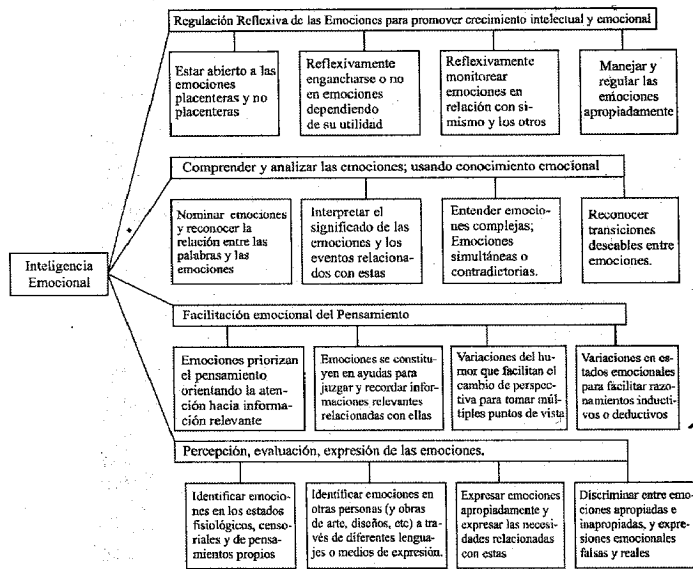 Regulación Reflexiva de las Emociones para promover crecimiento intelectual y emocional
Estar abierto a las
emociones
placenteras y no
placenteras
Reflexivamente
engancharse o no
en emociones
dependiendo
de su utilidad
Reflexivamente
monitorear
emociones en
relación con si-
mismo y los otros
Manejar y
regular las
emociones
apropiadamente
Comprender y analizar las emociones; usando conocimiento emocional
Nominar emociones
y reconocer la
relación entre las
palabras y las
emociones
Interpretar el
significado de las
emociones y los
eventos relacionados
con estas
Entender emocio-
nes complejas;
Emociones
simultáneas o
contradictorias.
Reconocer
transiciones
deseables entre
emociones.
Inteligencia
Emocional
Facilitación emocional del Pensamiento
Emociones priorizan
el pensamiento
orientando la aten-
ción hacia infor-
mación relevante
Emociones se constitu-
yen en ayudas para
juzgar y recordar infor-
maciones relevantes
relacionadas con ellas
Variaciones del hu-
mor que facilitan el
cambio de perspec-
tiva para tomar múl-
tiples puntos de vista
Variaciones en es-
tados emocionales
para facilitar razo-
namientos inducti-
vos o deductivos
Percepción, evaluación, expresión de las emociones.
Identificar emocio-
nes en los estados
fisiológicos, censo-
riales y de pen-
samientos propios
Identificar emociones en
otras personas (y obras
de arte, diseños, etc) a tra-
vés de diferentes lengua-
jes o medios de expresión.
Expresar emociones
apropiadamente y
expresar las necesi-
dades relacionadas
con estas
Discriminar entre emo-
ciones apropiadas e
inapropiadas, y expre-
siones emocionales
falsas y reales